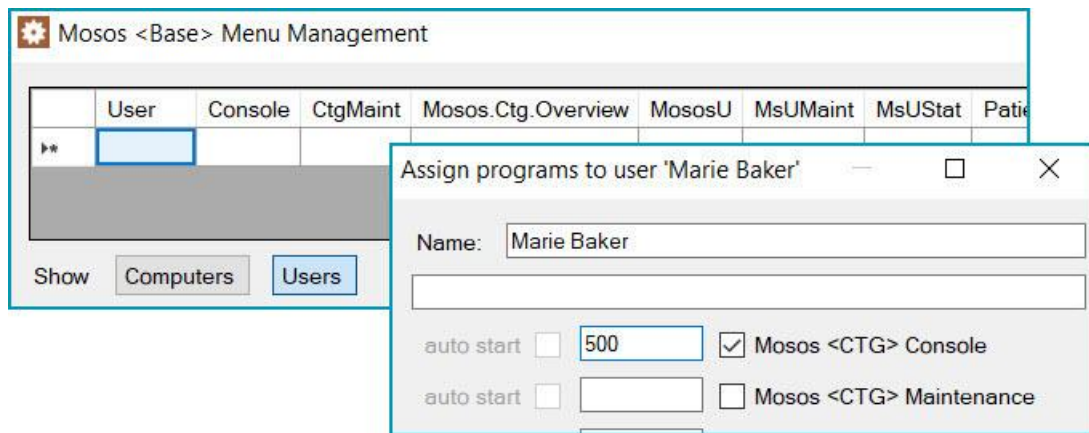 Mosos <Base> Menu Management
User Console CtgMaint Mosos.Ctg.Overview MososU MsUMaint MsUStat Patie
Show Computers Users
Assign programs to user 'Marie Baker'
Name: Marie Baker
auto start 500 Mosos <CTG> Console
auto start Mosos <CTG> Maintenance